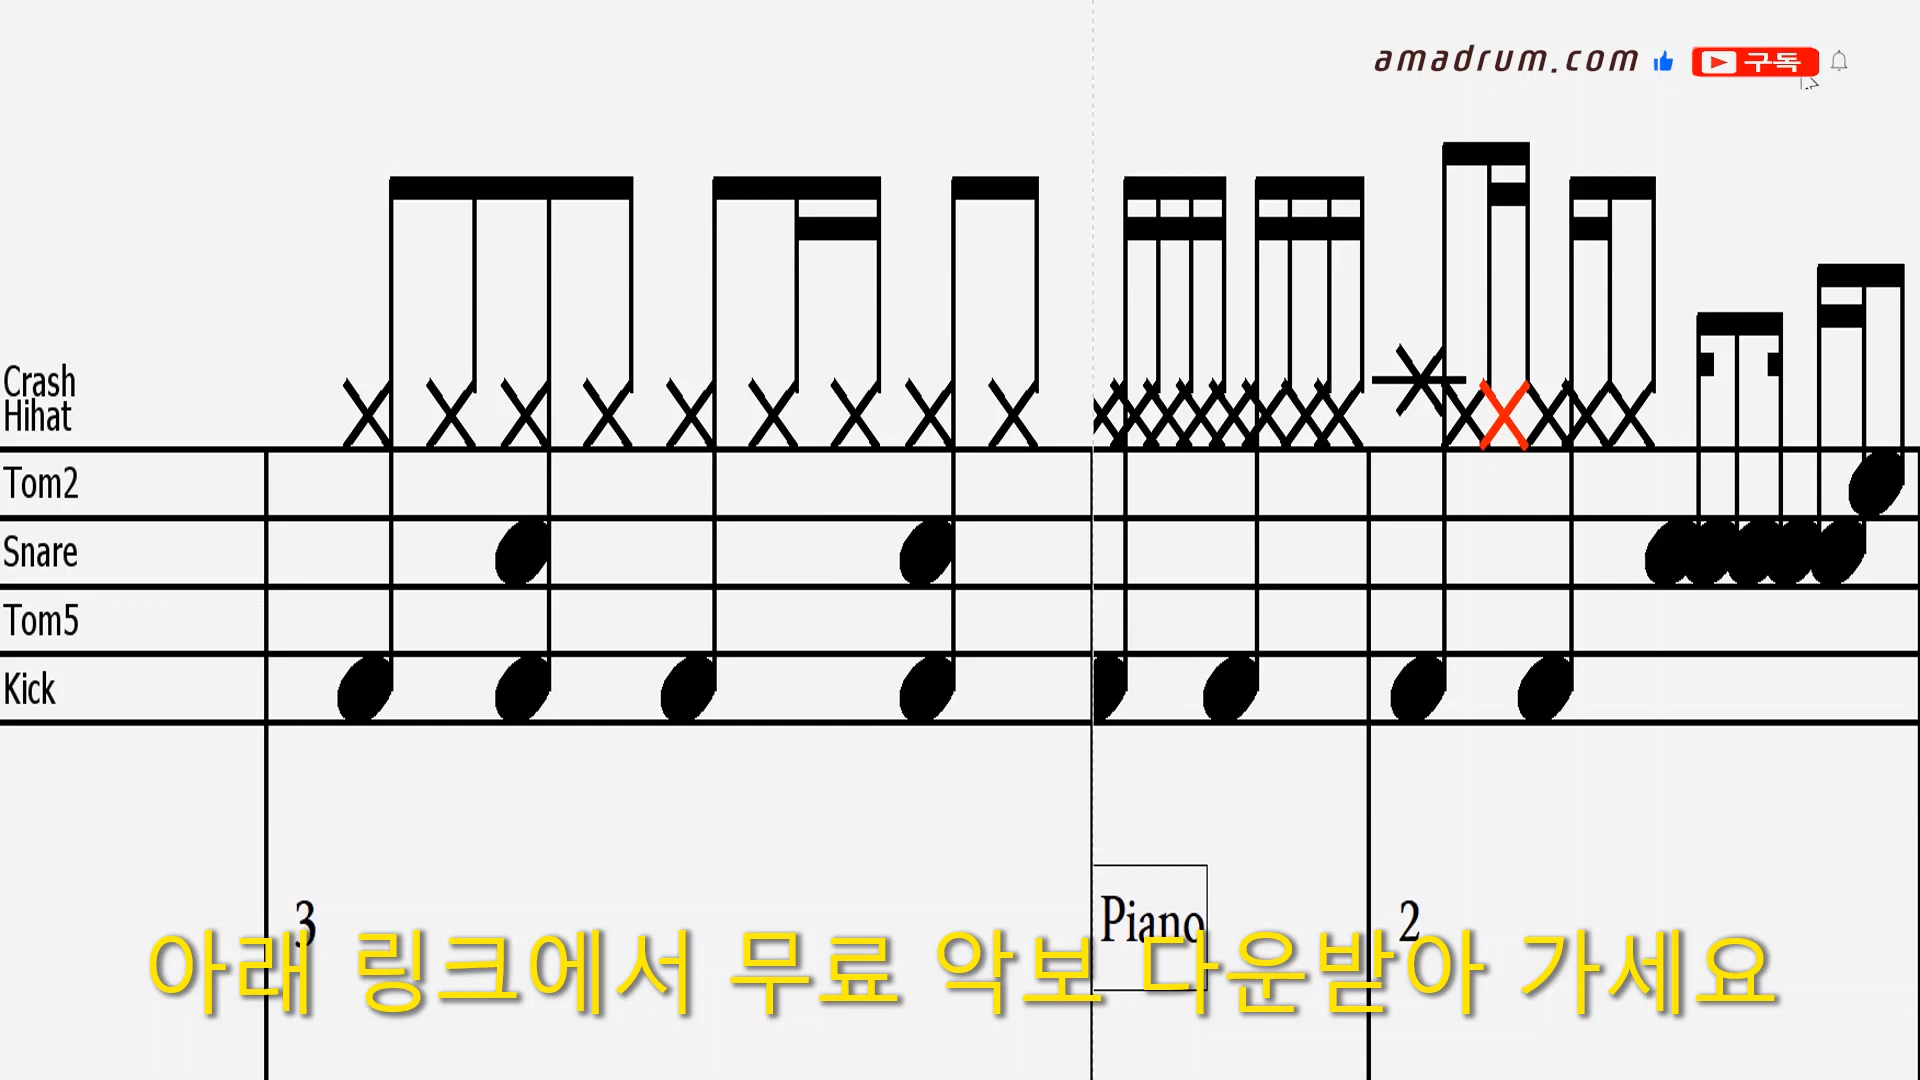 amadrum.com 구독
Crash
Hihat
Tom2
Snare
Tom5
Kick
3 Piano 2
아래 링크에서 무료 악보 다운받아 가세요